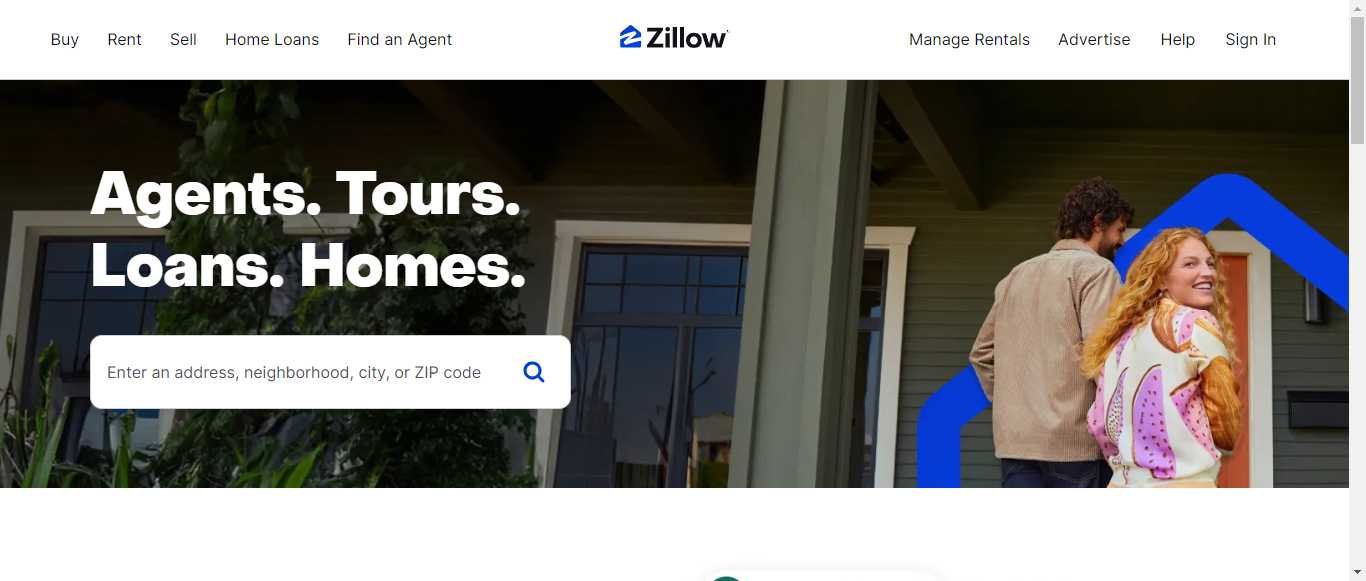 Buy Rent Sell Home Loans Find an Agent Zillow Manage Rentals Advertise Help Sign In
Agents. Tours.
Loans. Homes.
Enter an address, neighborhood, city, or ZIP code